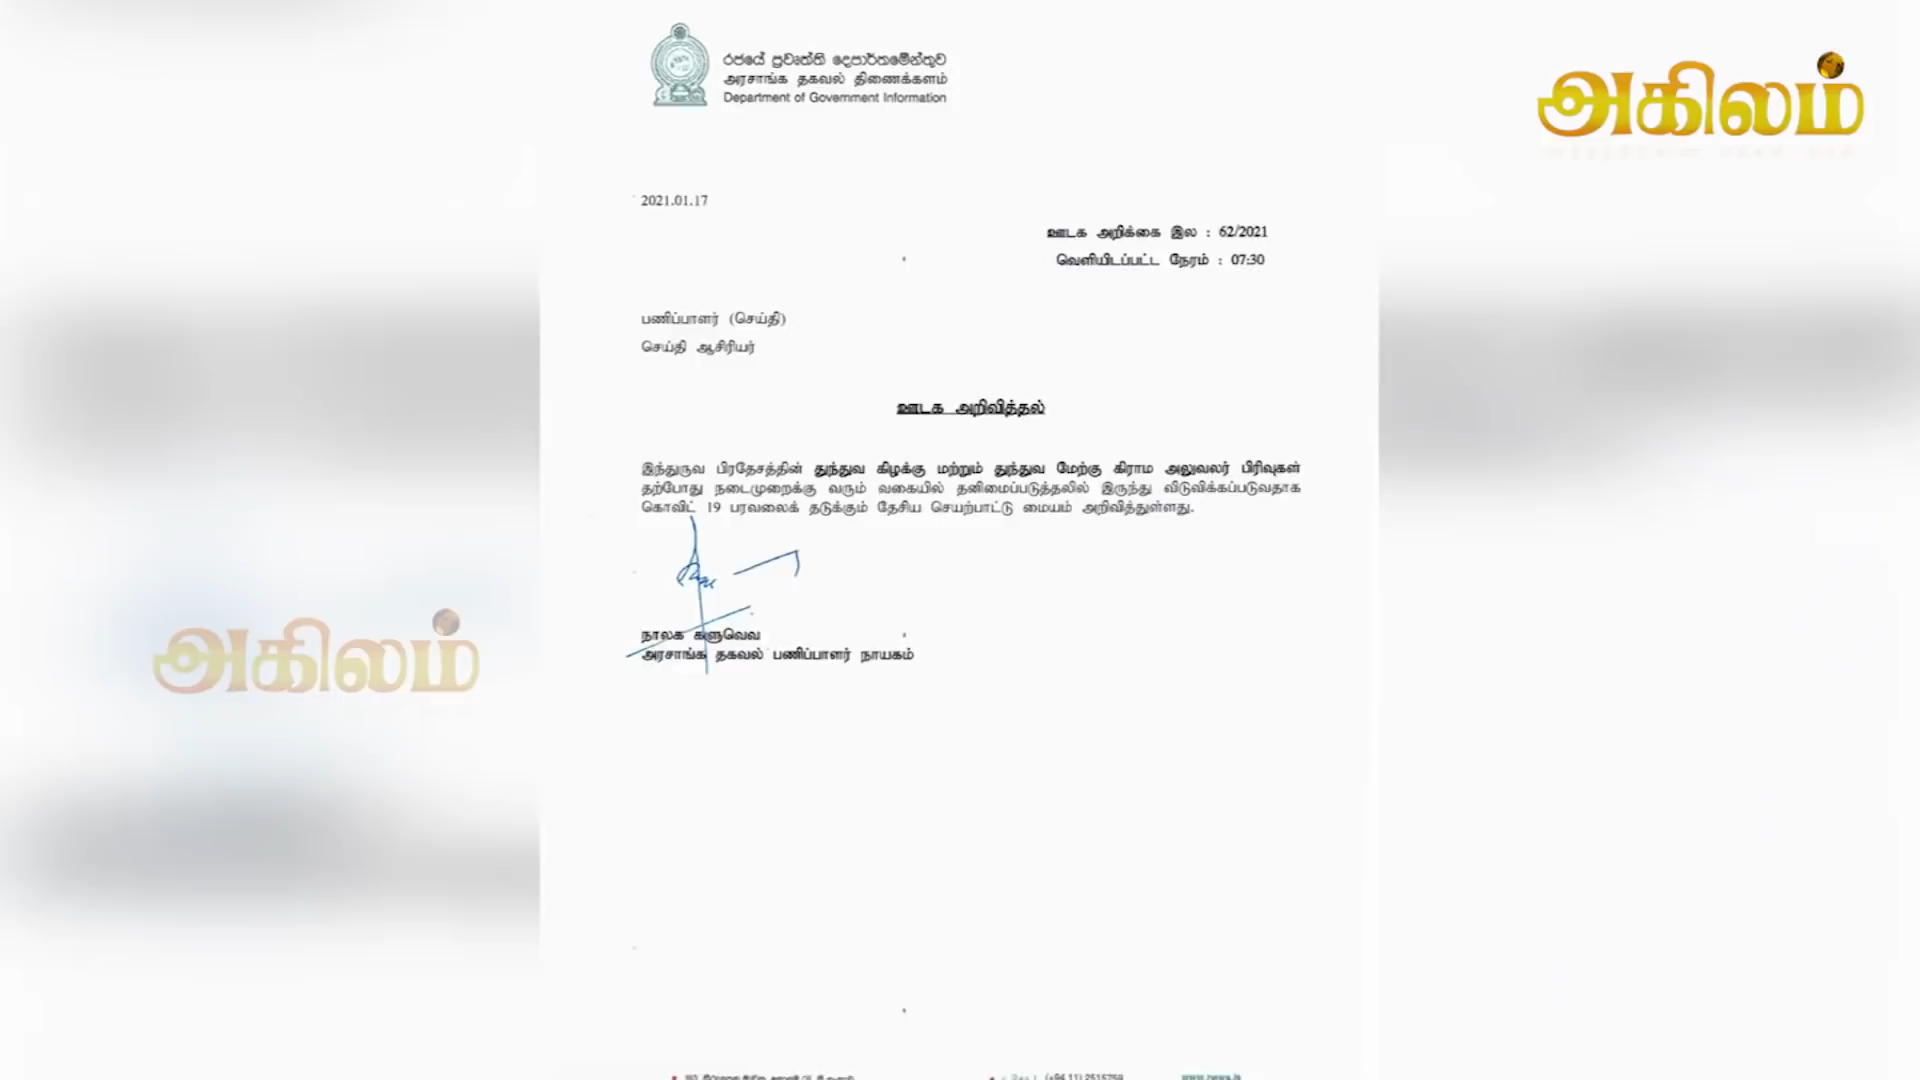 රජයේ ප්‍රවෘත්ති දෙපාර්තමේන්තුව
அரசாங்க தகவல் திணைக்களம்
Department of Government Information
அகிலம்
2021.01.17
ஊடக அறிக்கை இல : 62/2021
வெளியிடப்பட்ட நேரம் : 07:30
பணிப்பாளர் (செய்தி)
செய்தி ஆசிரியர்
ஊடக அறிவித்தல்
இந்துருவ பிரதேசத்தின் துந்துவ கிழக்கு மற்றும் துந்துவ மேற்கு கிராம அலுவலர் பிரிவுகள்
தற்போது நடைமுறைக்கு வரும் வகையில் தனிமைப்படுத்தலில் இருந்து விடுவிக்கப்படுவதாக
கொவிட் 19 பரவலைக் தடுக்கும் தேசிய செயற்பாட்டு மையம் அறிவித்துள்ளது.
நாலக களுவெவ
அரசாங்க தகவல் பணிப்பாளர் நாயகம்
அகிலம்
(+94 11) 2515759